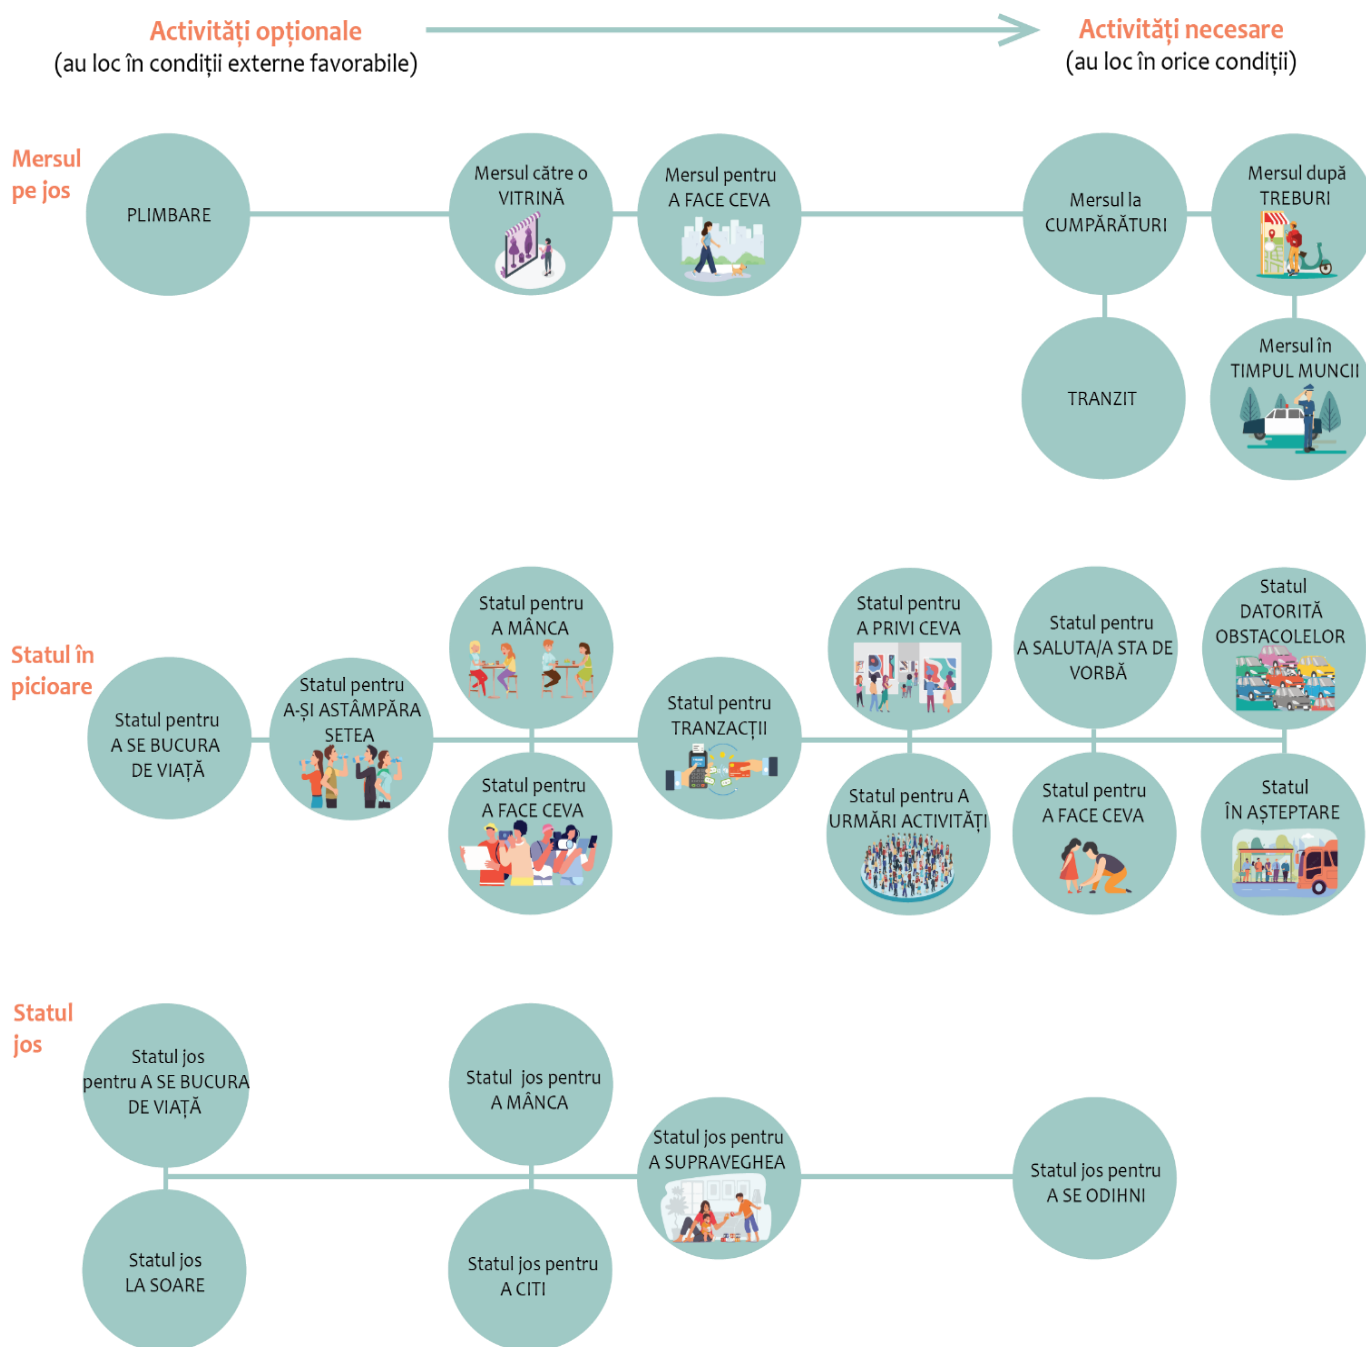 Activități opționale
(au loc în condiții externe favorabile)
Activități necesare
(au loc în orice condiții)
Mersul
pe jos
PLIMBARE
Mersul către o
VITRINĂ
Mersul pentru
A FACE CEVA
Mersul la
CUMPĂRĂTURI
Mersul după
TREBURI
TRANZIT
Mersul în
TIMPUL MUNCII
Statul în
picioare
Statul pentru
A SE BUCURA
DE VIAȚĂ
Statul pentru
A-ȘI ASTÂMPĂRA
SETEA
Statul pentru
A MÂNCA
Statul pentru
A FACE CEVA
Statul pentru
TRANZACȚII
Statul pentru
A PRIVI CEVA
Statul pentru A
URMĂRI ACTIVITĂȚI
Statul pentru
A SALUTA/A STA DE
VORBĂ
Statul pentru
A FACE CEVA
Statul
DATORITĂ
OBSTACOLELOR
Statul
ÎN AȘTEPTARE
Statul
jos
Statul jos
pentru A SE BUCURA
DE VIAȚĂ
Statul jos
LA SOARE
Statul jos pentru
A MÂNCA
Statul jos pentru
A CITI
Statul jos pentru
A SUPRAVEGHEA
Statul jos pentru
A SE ODIHNI